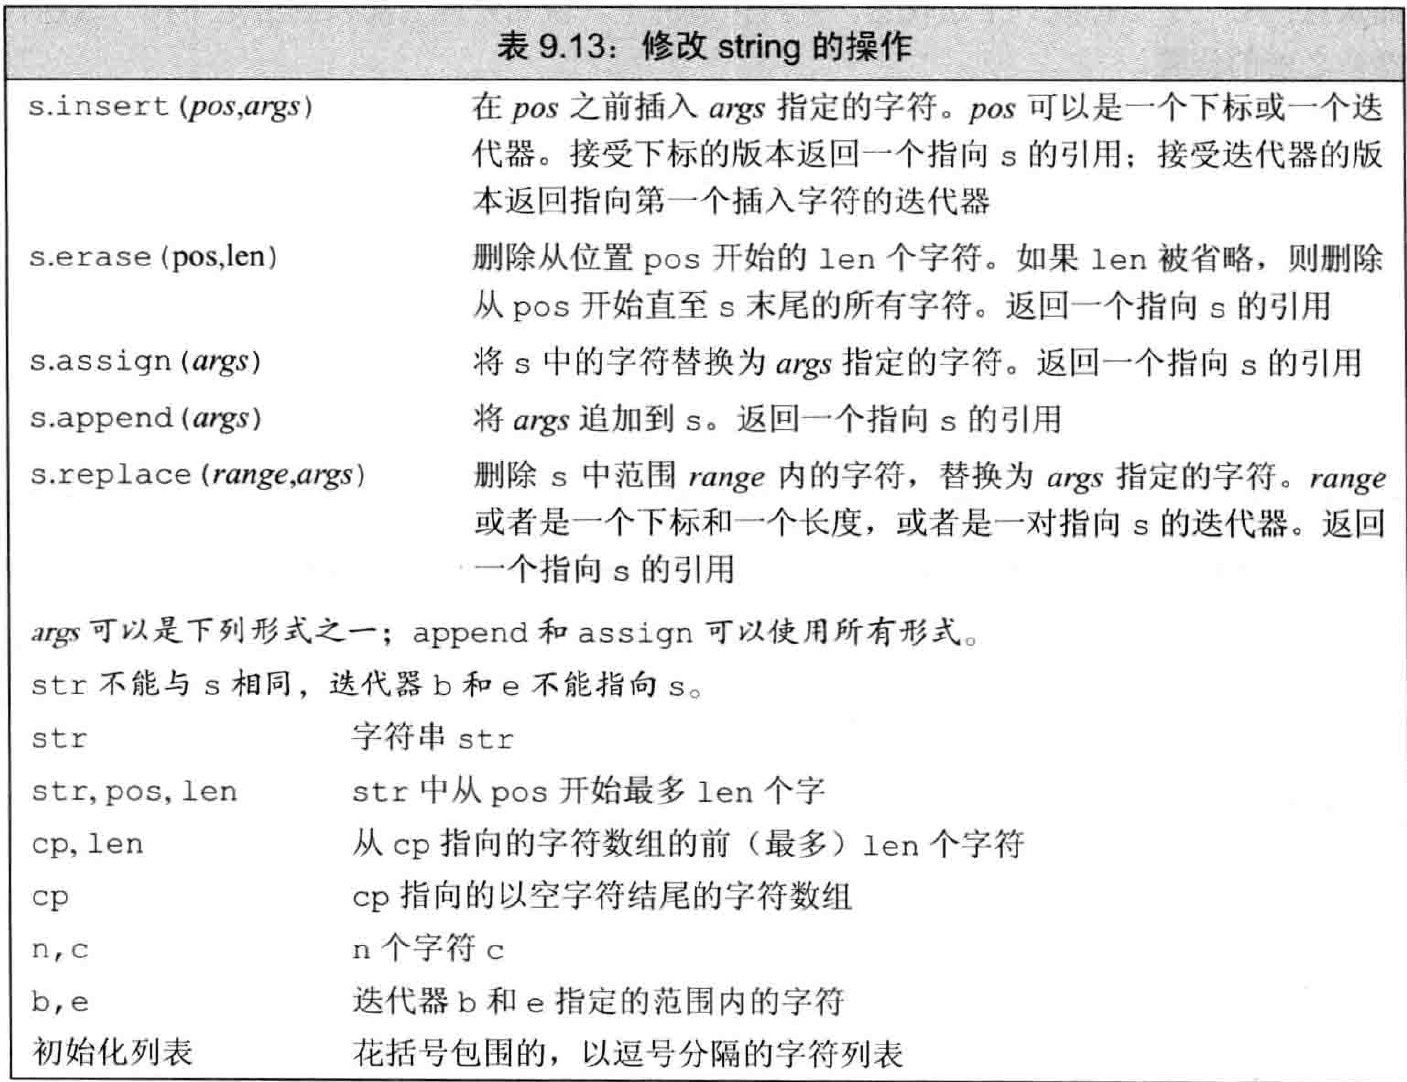 表 9.13：修改 string 的操作
s.insert(pos,args) 在 pos 之前插入 args 指定的字符。pos 可以是一个下标或一个迭
代器。接受下标的版本返回一个指向 s 的引用；接受迭代器的版
本返回指向第一个插入字符的迭代器
s.erase(pos,len) 删除从位置 pos 开始的 len 个字符。如果 len 被省略，则删除
从 pos 开始直至 s 末尾的所有字符。返回一个指向 s 的引用
s.assign(args) 将 s 中的字符替换为 args 指定的字符。返回一个指向 s 的引用
s.append(args) 将 args 追加到 s。返回一个指向 s 的引用
s.replace(range,args) 删除 s 中范围 range 内的字符，替换为 args 指定的字符。range
或者是一个下标和一个长度，或者是一对指向 s 的迭代器。返回
一个指向 s 的引用
args 可以是下列形式之一；append 和 assign 可以使用所有形式。
str 不能与 s 相同，迭代器 b 和 e 不能指向 s。
str 字符串 str
str,pos,len str 中从 pos 开始最多 len 个字
cp,len 从 cp 指向的字符数组的前（最多）len 个字符
cp cp 指向的以空字符结尾的字符数组
n,c n 个字符 c
b,e 迭代器 b 和 e 指定的范围内的字符
初始化列表 花括号包围的，以逗号分隔的字符列表